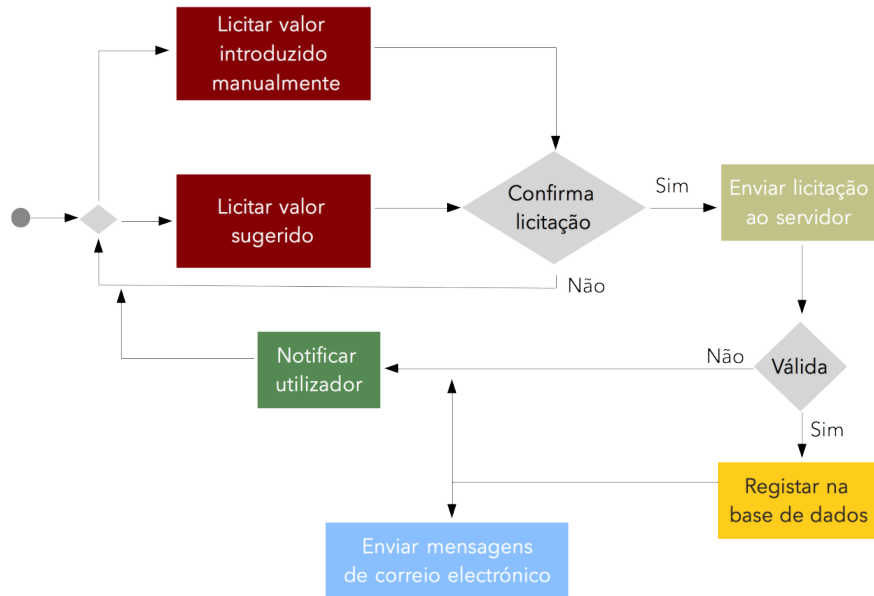 Licitar valor
introduzido
manualmente
Licitar valor
sugerido
Confirma
licitação
Sim
Enviar licitação
ao servidor
Não
Notificar
utilizador
Não
Válida
Sim
Registar na
base de dados
Enviar mensagens
de correio electrónico